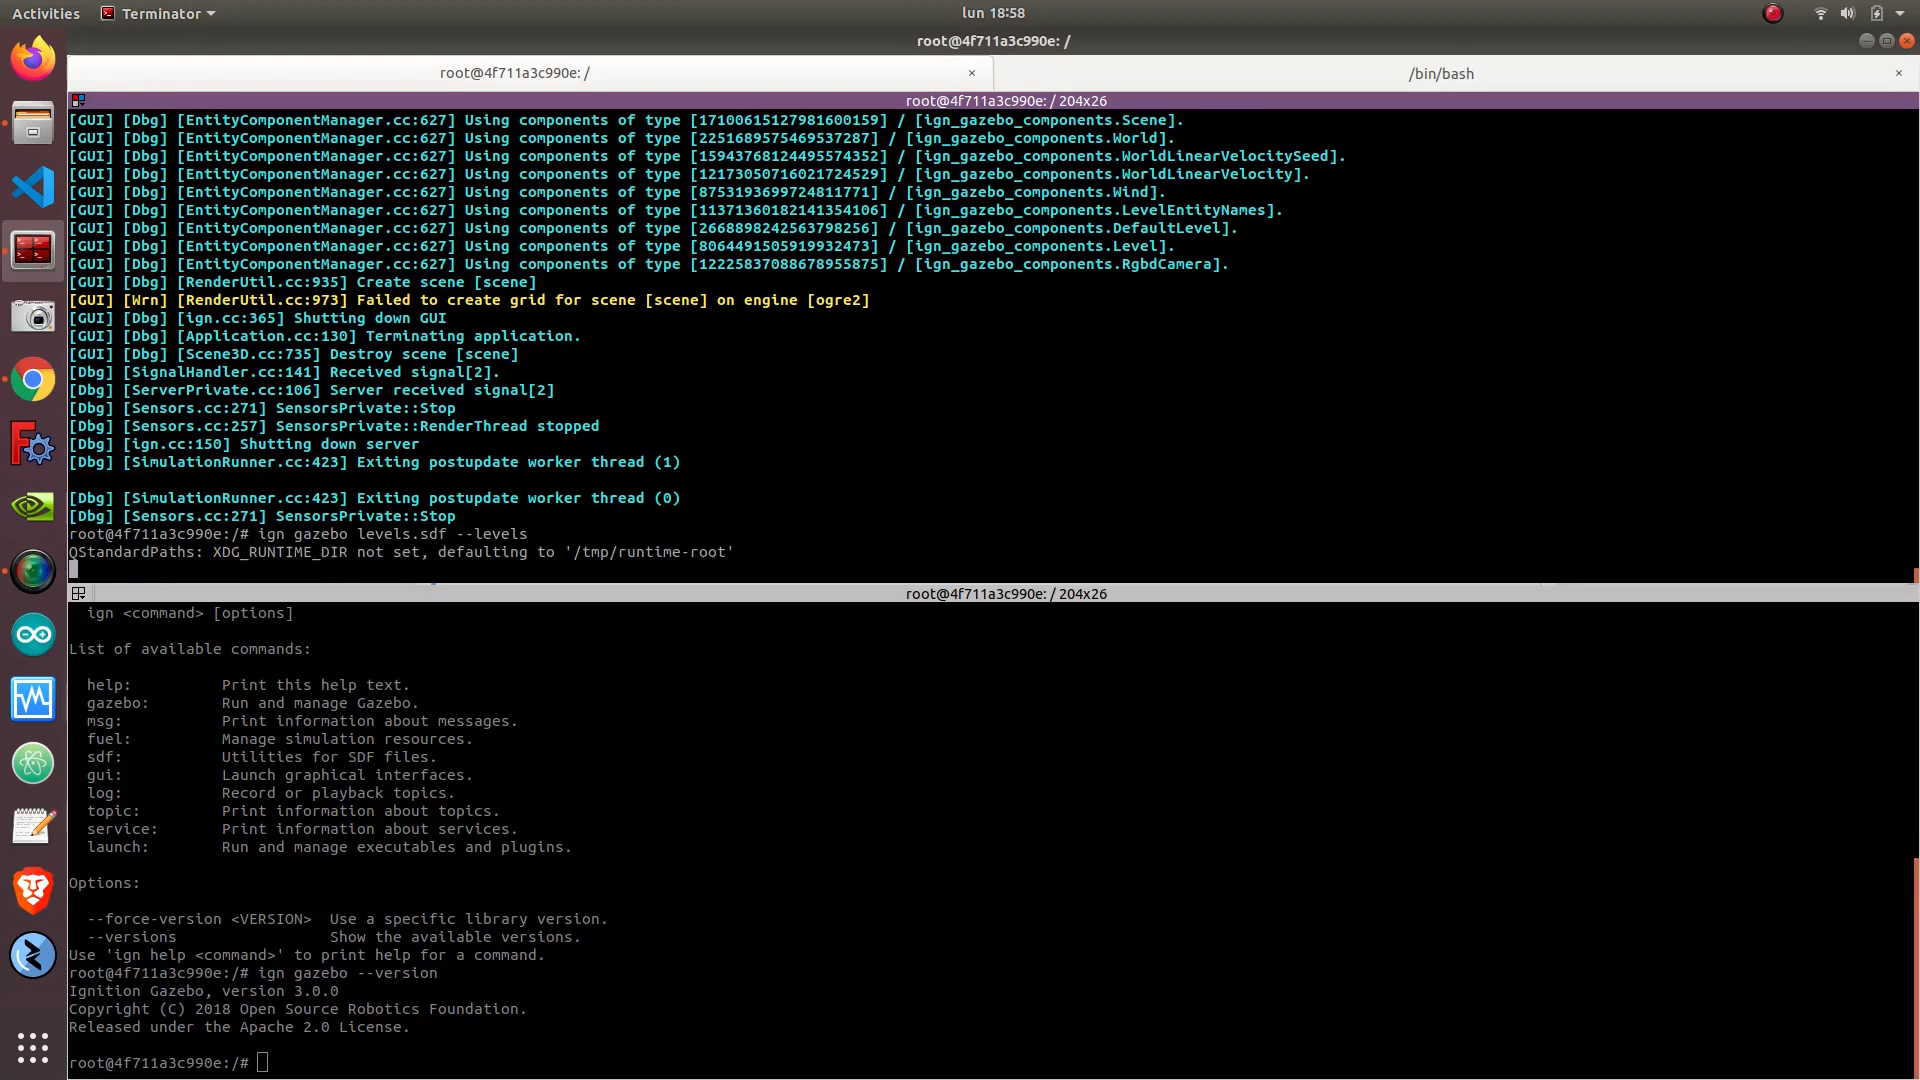 Activities
Terminator
lun 18:58
root@4f711a3c990e: /
root@4f711a3c990e: /
×
/bin/bash
×
root@4f711a3c990e: / 204x26
[GUI] [Dbg] [EntityComponentManager.cc:627] Using components of type [17100615127981600159] / [ign_gazebo_components.Scene].
[GUI] [Dbg] [EntityComponentManager.cc:627] Using components of type [2251689575469537287] / [ign_gazebo_components.World].
[GUI] [Dbg] [EntityComponentManager.cc:627] Using components of type [15943768124495574352] / [ign_gazebo_components.WorldLinearVelocitySeed].
[GUI] [Dbg] [EntityComponentManager.cc:627] Using components of type [12173050716021724529] / [ign_gazebo_components.WorldLinearVelocity].
[GUI] [Dbg] [EntityComponentManager.cc:627] Using components of type [8753193699724811771] / [ign_gazebo_components.Wind].
[GUI] [Dbg] [EntityComponentManager.cc:627] Using components of type [11371360182141354106] / [ign_gazebo_components.LevelEntityNames].
[GUI] [Dbg] [EntityComponentManager.cc:627] Using components of type [2668898242563798256] / [ign_gazebo_components.DefaultLevel].
[GUI] [Dbg] [EntityComponentManager.cc:627] Using components of type [8064491505919932473] / [ign_gazebo_components.Level].
[GUI] [Dbg] [EntityComponentManager.cc:627] Using components of type [12225837088678955875] / [ign_gazebo_components.RgbdCamera].
[GUI] [Dbg] [RenderUtil.cc:935] Create scene [scene]
[GUI] [Wrn] [RenderUtil.cc:973] Failed to create grid for scene [scene] on engine [ogre2]
[GUI] [Dbg] [ign.cc:365] Shutting down GUI
[GUI] [Dbg] [Application.cc:130] Terminating application.
[GUI] [Dbg] [Scene3D.cc:735] Destroy scene [scene]
[Dbg] [SignalHandler.cc:141] Received signal[2].
[Dbg] [ServerPrivate.cc:106] Server received signal[2]
[Dbg] [Sensors.cc:271] SensorsPrivate::Stop
[Dbg] [Sensors.cc:257] SensorsPrivate::RenderThread stopped
[Dbg] [ign.cc:150] Shutting down server
[Dbg] [SimulationRunner.cc:423] Exiting postupdate worker thread (1)
[Dbg] [SimulationRunner.cc:423] Exiting postupdate worker thread (0)
[Dbg] [Sensors.cc:271] SensorsPrivate::Stop
root@4f711a3c990e:/# ign gazebo levels.sdf --levels
QStandardPaths: XDG_RUNTIME_DIR not set, defaulting to '/tmp/runtime-root'
root@4f711a3c990e: / 204x26
ign <command> [options]
List of available commands:
help: Print this help text.
gazebo: Run and manage Gazebo.
msg: Print information about messages.
fuel: Manage simulation resources.
sdf: Utilities for SDF files.
gui: Launch graphical interfaces.
log: Record or playback topics.
topic: Print information about topics.
service: Print information about services.
launch: Run and manage executables and plugins.
Options:
--force-version <VERSION> Use a specific library version.
--versions Show the available versions.
Use 'ign help <command>' to print help for a command.
root@4f711a3c990e:/# ign gazebo --version
Ignition Gazebo, version 3.0.0
Copyright (C) 2018 Open Source Robotics Foundation.
Released under the Apache 2.0 License.
root@4f711a3c990e:/#